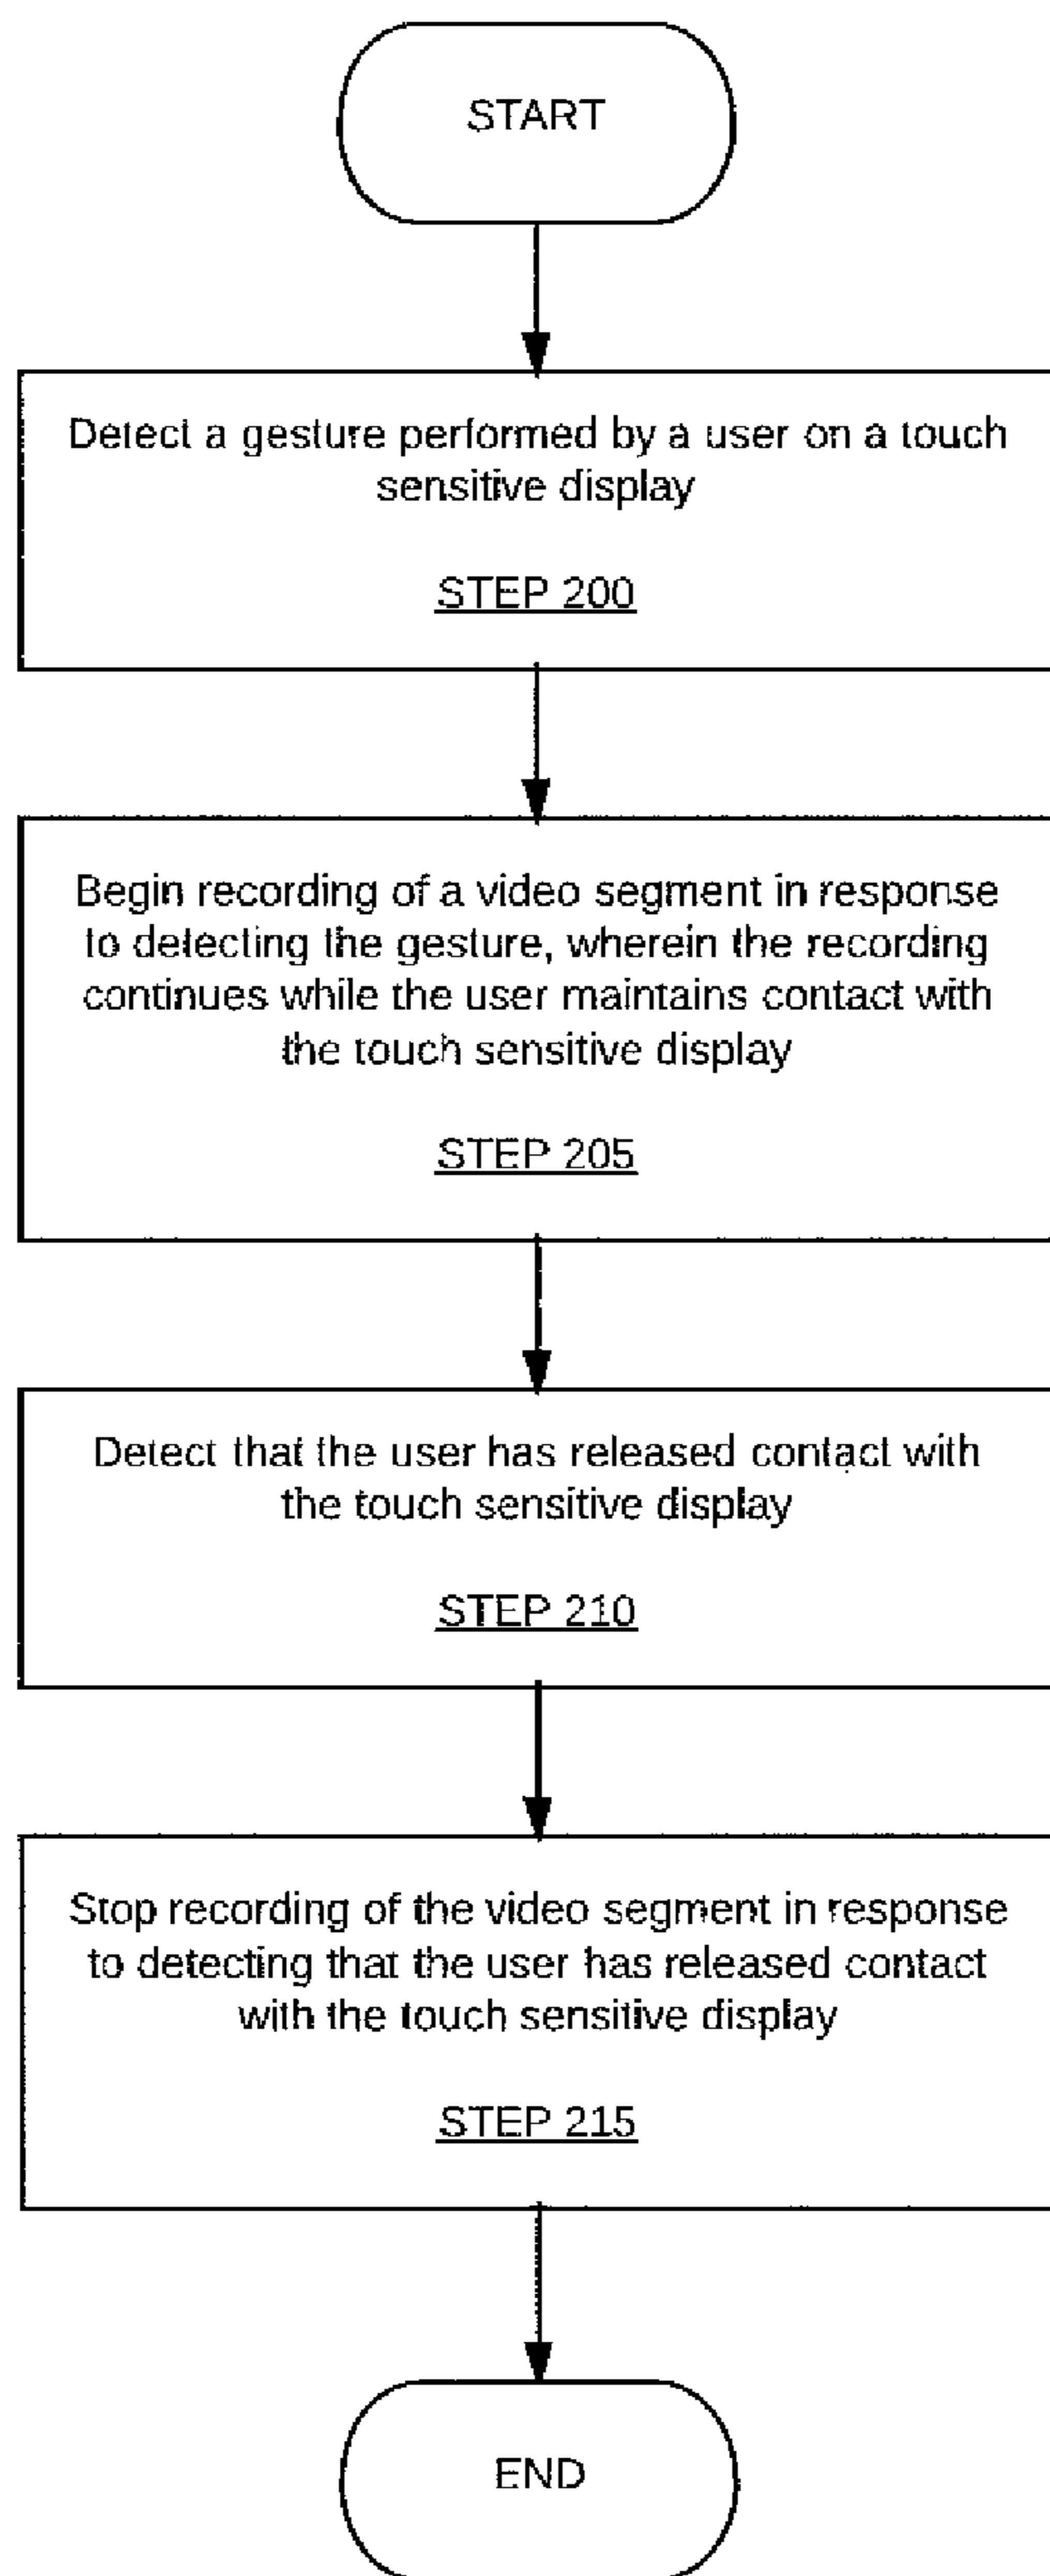 START
Detect a gesture performed by a user on a touch
sensitive display
STEP 200
Begin recording of a video segment in response
to detecting the gesture, wherein the recording
continues while the user maintains contact with
the touch sensitive display
STEP 205
Detect that the user has released contact with
the touch sensitive display
STEP 210
Stop recording of the video segment in response
to detecting that the user has released contact
with the touch sensitive display
STEP 215
END